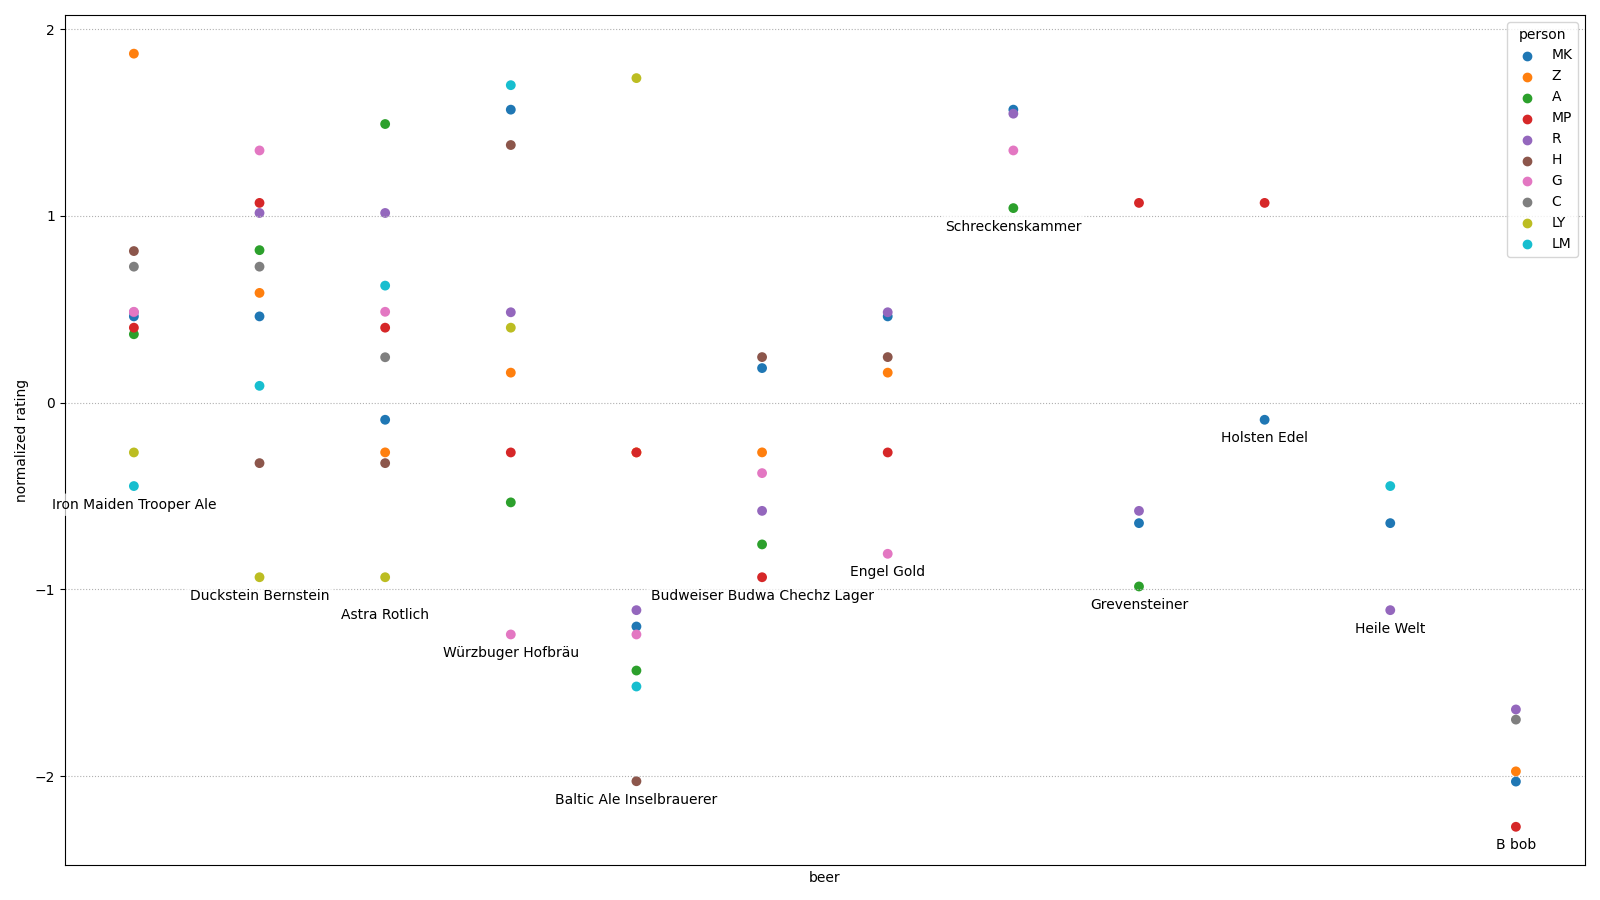 2
1
0
−1
−2
normalized rating
beer
person
MK
Z
A
MP
R
H
G
C
LY
LM
Iron Maiden Trooper Ale
Duckstein Bernstein
Astra Rotlich
Würzbuger Hofbräu
Baltic Ale Inselbrauerer
Budweiser Budwa Chechz Lager
Engel Gold
Schreckenskammer
Grevensteiner
Holsten Edel
Heile Welt
B bob